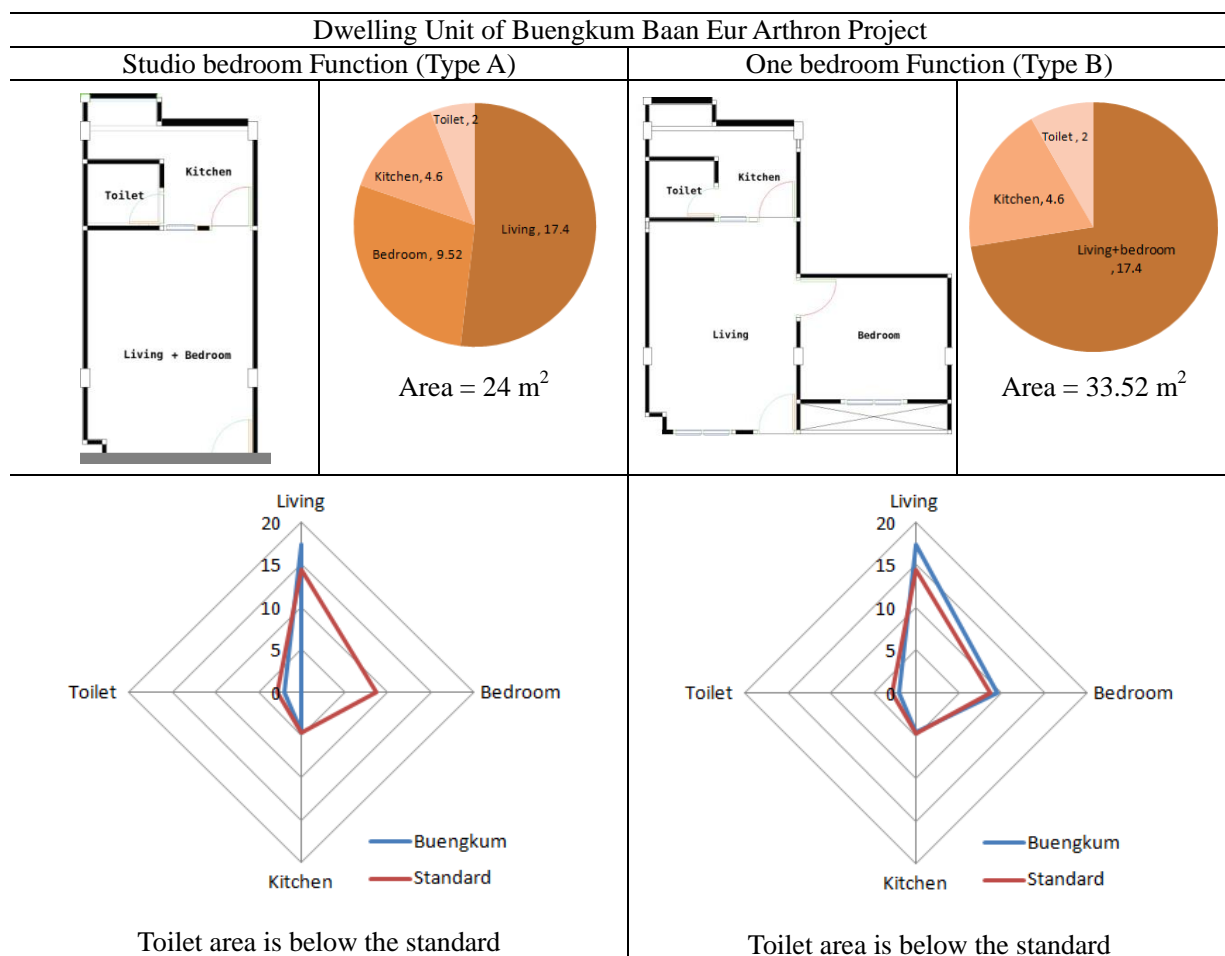 Dwelling Unit of Buengkum Baan Eur Arthron Project
Studio bedroom Function (Type A)
One bedroom Function (Type B)
Kitchen
Toilet
Living + Bedroom
Toilet , 2
Kitchen, 4.6
Living , 17.4
Bedroom , 9.52
Area = 24 m²
Toilet
Kitchen
Living
Bedroom
Toilet , 2
Kitchen, 4.6
Living+bedroom
, 17.4
Area = 33.52 m²
Living
20
15
10
5
0
Toilet
Bedroom
Kitchen
Buengkum
Standard
Toilet area is below the standard
Living
20
15
10
5
0
Toilet
Bedroom
Kitchen
Buengkum
Standard
Toilet area is below the standard